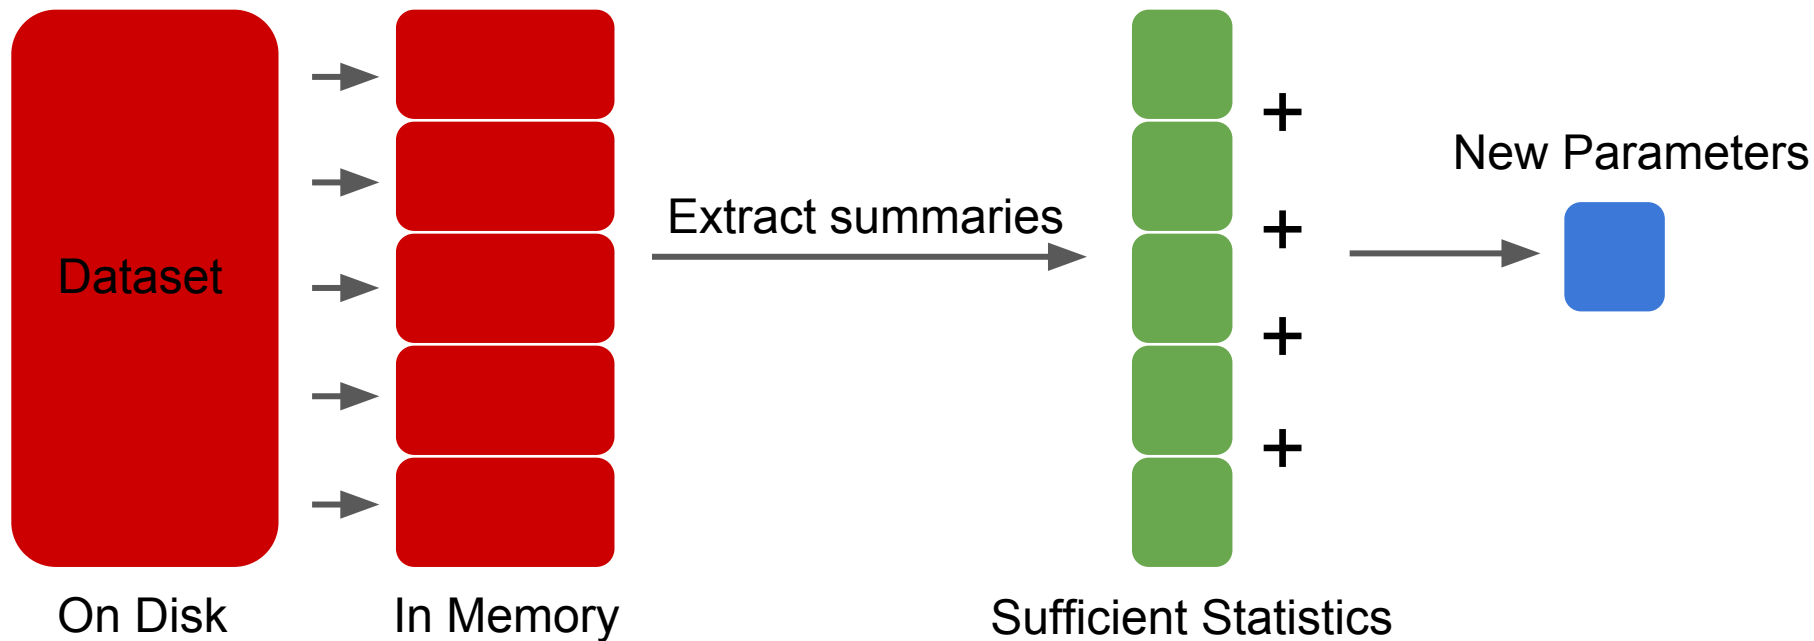 Dataset
Extract summaries
+
+
+
+
New Parameters
On Disk
In Memory
Sufficient Statistics